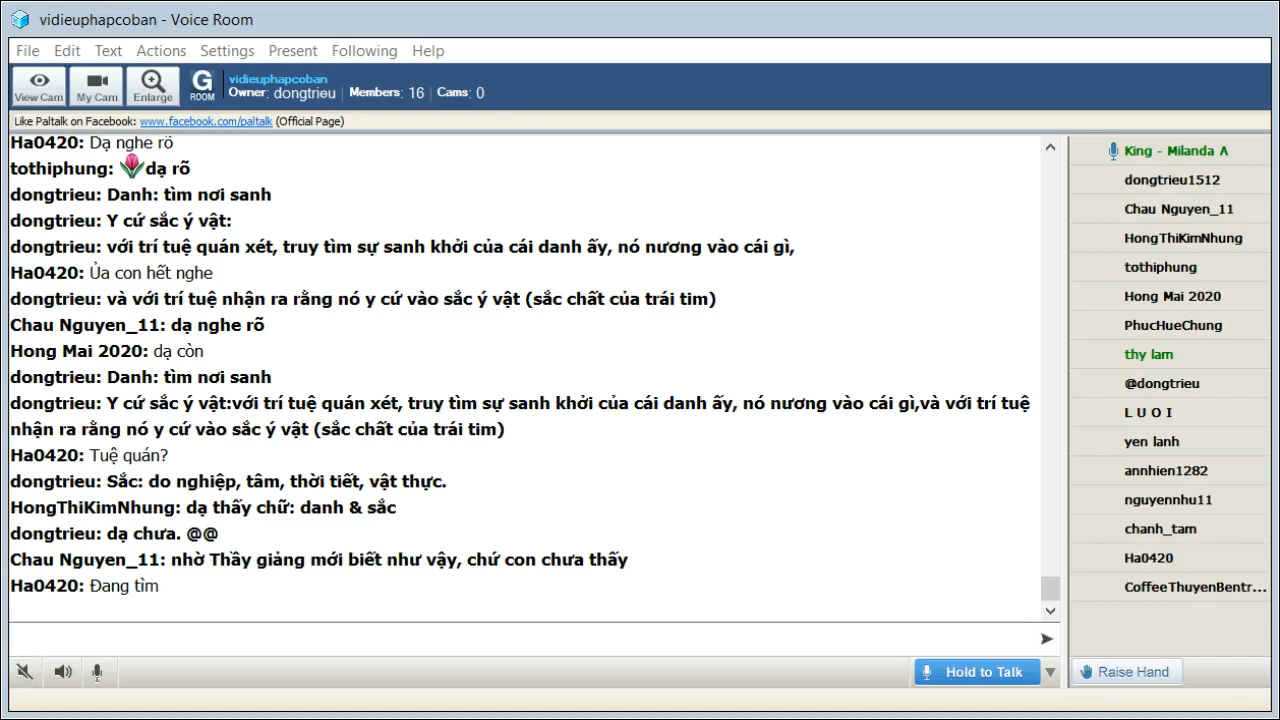 vidieuphapcoban - Voice Room
File Edit Text Actions Settings Present Following Help
View Cam My Cam Enlarge G ROOM
vidieuphapcoban
Owner: dongtrieu | Members: 16 | Cams: 0
Like Paltalk on Facebook: www.facebook.com/paltalk (Official Page)
Ha0420: Dạ nghe rõ
tothiphung: dạ rõ
dongtrieu: Danh: tìm nơi sanh
dongtrieu: Y cứ sắc ý vật:
dongtrieu: với trí tuệ quán xét, truy tìm sự sanh khởi của cái danh ấy, nó nương vào cái gì,
Ha0420: Ủa con hết nghe
dongtrieu: và với trí tuệ nhận ra rằng nó y cứ vào sắc ý vật (sắc chất của trái tim)
Chau Nguyen_11: dạ nghe rõ
Hong Mai 2020: dạ còn
dongtrieu: Danh: tìm nơi sanh
dongtrieu: Y cứ sắc ý vật:với trí tuệ quán xét, truy tìm sự sanh khởi của cái danh ấy, nó nương vào cái gì,và với trí tuệ
nhận ra rằng nó y cứ vào sắc ý vật (sắc chất của trái tim)
Ha0420: Tuệ quán?
dongtrieu: Sắc: do nghiệp, tâm, thời tiết, vật thực.
HongThiKimNhung: dạ thấy chữ: danh & sắc
dongtrieu: dạ chưa. @@
Chau Nguyen_11: nhờ Thầy giảng mới biết như vậy, chứ con chưa thấy
Ha0420: Đang tìm
King - Milanda A
dongtrieu1512
Chau Nguyen_11
HongThiKimNhung
tothiphung
Hong Mai 2020
PhucHueChung
thy lam
@dongtrieu
L U O I
yen lanh
annhien1282
nguyennhu11
chanh_tam
Ha0420
CoffeeThuyenBentr...
Hold to Talk
Raise Hand